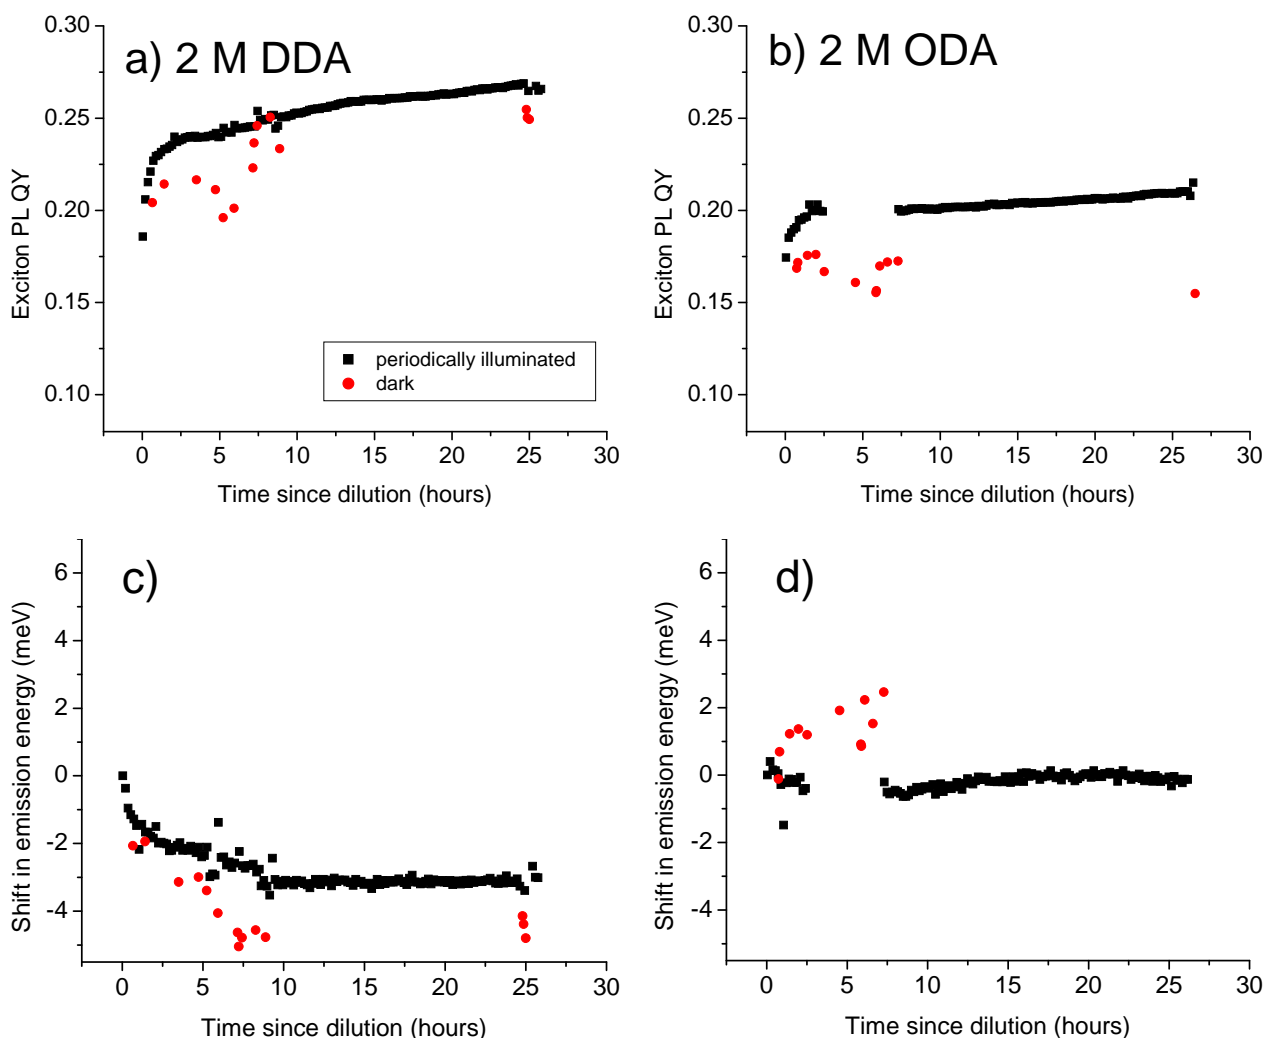 a) 2 M DDA
0.30
0.25
0.20
0.15
0.10
Exciton PL QY
periodically illuminated
dark
0 5 10 15 20 25 30
Time since dilution (hours)
b) 2 M ODA
0.30
0.25
0.20
0.15
0.10
Exciton PL QY
0 5 10 15 20 25 30
Time since dilution (hours)
c)
6
4
2
0
-2
-4
Shift in emission energy (meV)
0 5 10 15 20 25 30
Time since dilution (hours)
d)
6
4
2
0
-2
-4
Shift in emission energy (meV)
0 5 10 15 20 25 30
Time since dilution (hours)